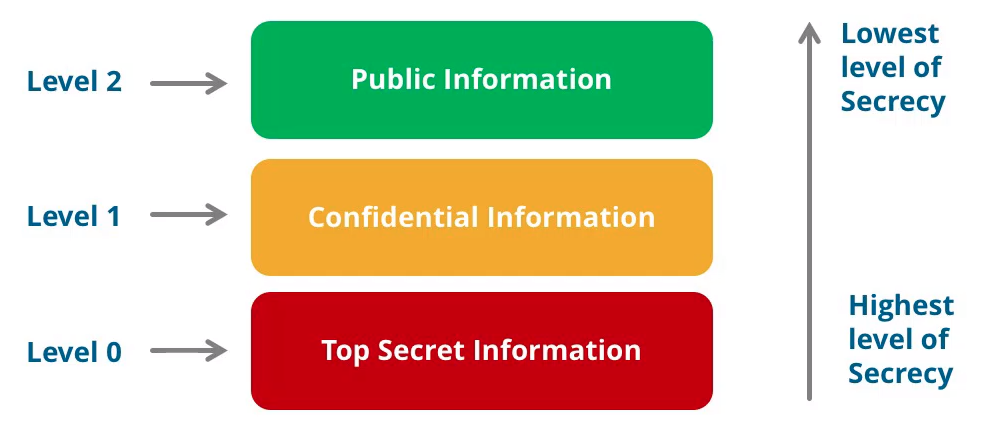 Level 2
Public Information
Lowest
level of
Secrecy
Level 1
Confidential Information
Level 0
Top Secret Information
Highest
level of
Secrecy